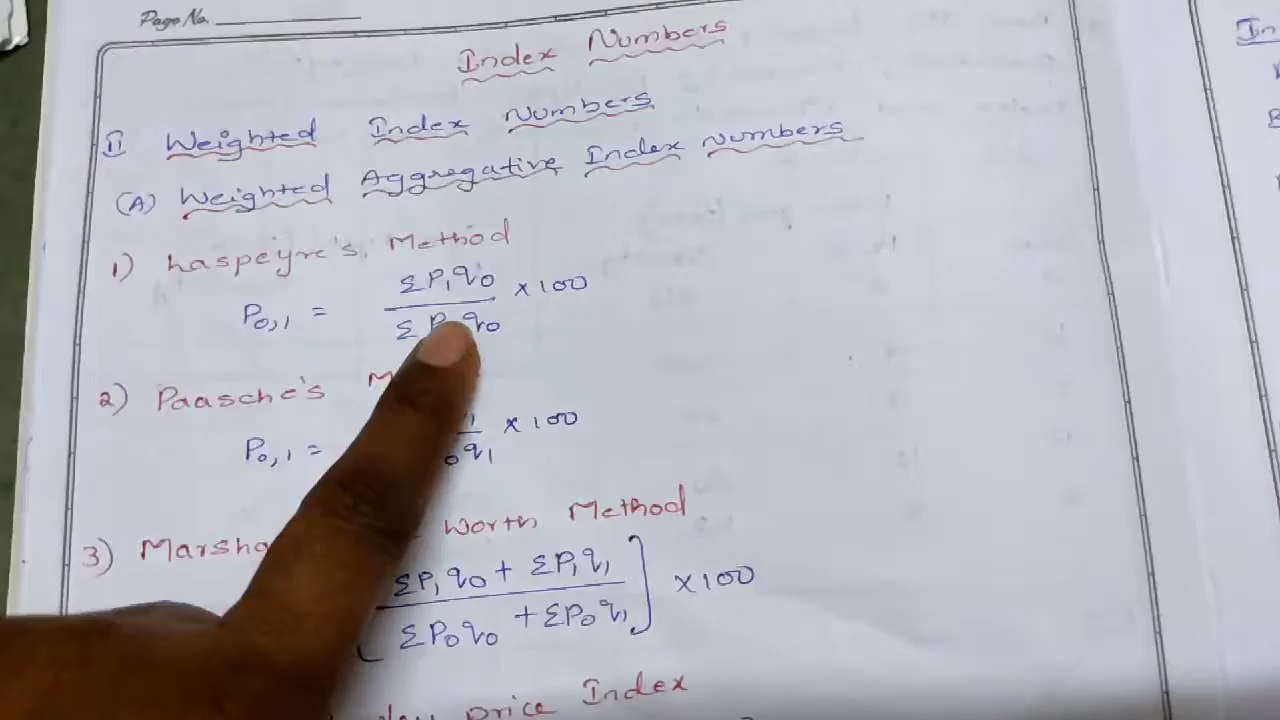 Page No.
Index Numbers
II Weighted Index Numbers
(A) Weighted Aggregative Index Numbers
1) Laspeyre's Method
P₀,₁ = ΣP₁q₀ / ΣP₀q₀ × 100
2) Paasche's
P₀,₁ = ₀q₁ × 100
3) Worth Method
ΣP₁q₀ + ΣP₁q₁ / ΣP₀q₀ + ΣP₀q₁ ] × 100
price Index